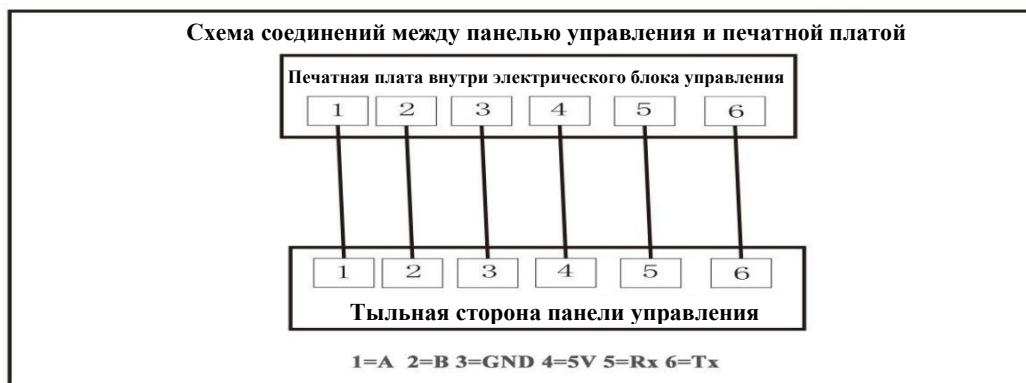 Схема соединений между панелью управления и печатной платой
Печатная плата внутри электрического блока управления
1 2 3 4 5 6
1 2 3 4 5 6
Тыльная сторона панели управления
1=A 2=B 3=GND 4=5V 5=Rx 6=Tx